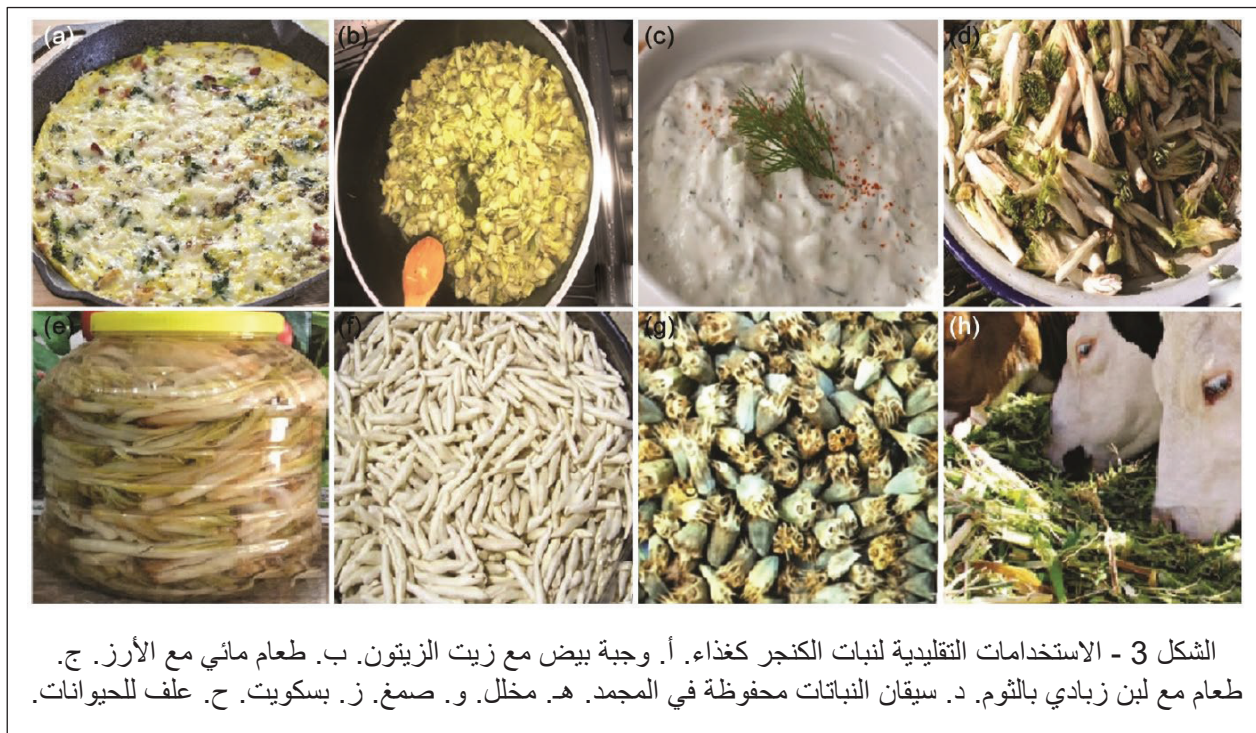 (a) (b) (c) (d)
(e) (f) (g) (h)
الشكل 3 - الاستخدامات التقليدية لنبات الكنجر كغذاء. أ. وجبة بيض مع زيت الزيتون. ب. طعام مائي مع الأرز. ج.
طعام مع لبن زبادي بالثوم. د. سيقان النباتات محفوظة في المجمد. هـ. مخلل. و. صمغ. ز. بسكويت. ح. علف للحيوانات.